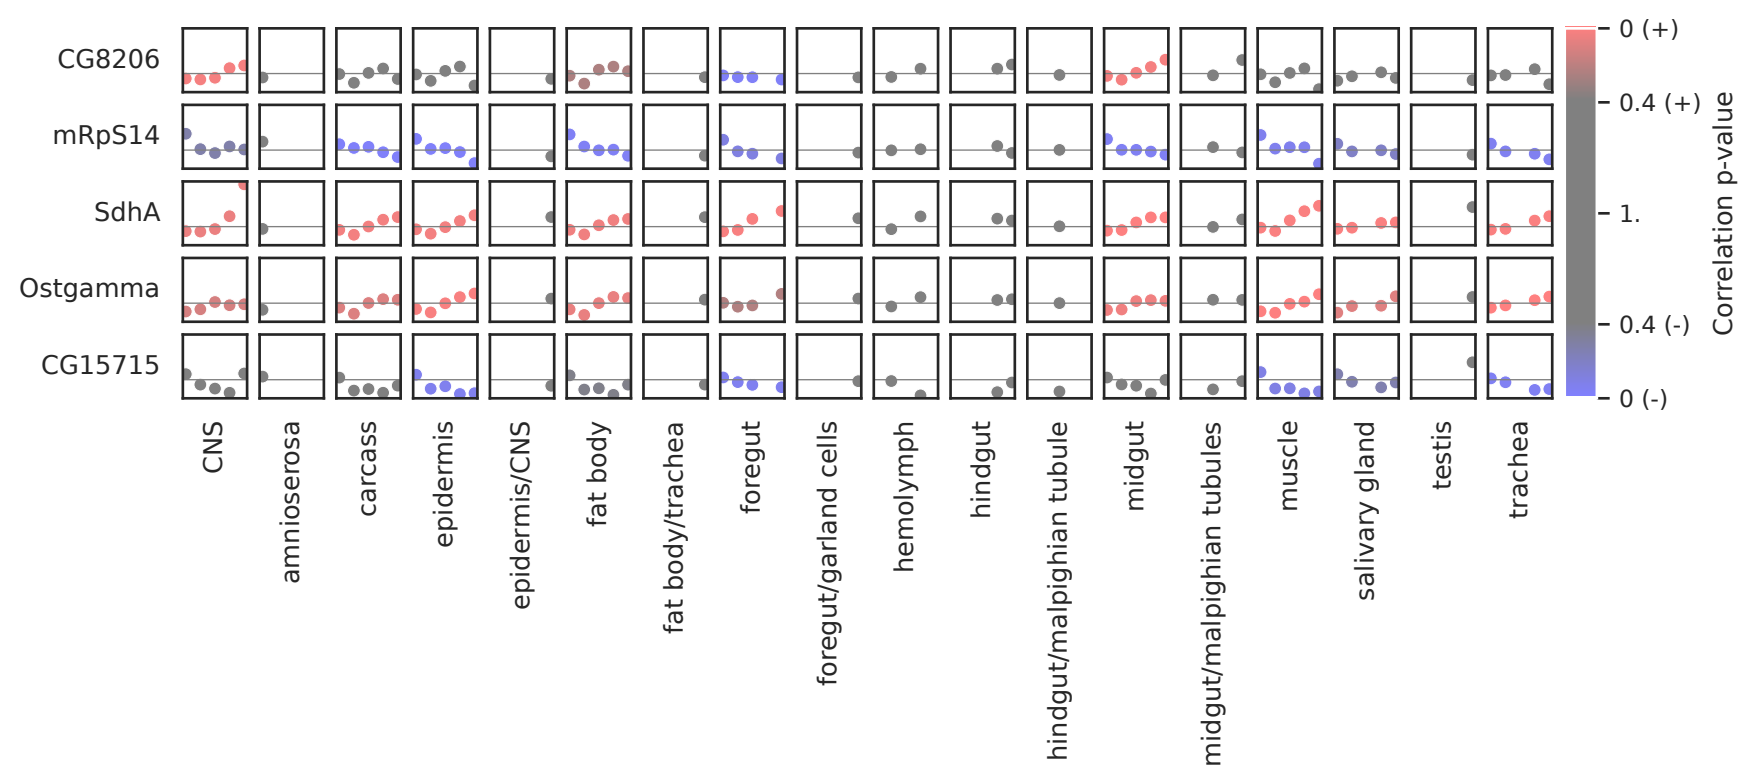 CG8206
mRpS14
SdhA
Ostgamma
CG15715
CNS
amnioserosa
carcass
epidermis
epidermis/CNS
fat body
fat body/trachea
foregut
foregut/garland cells
hemolymph
hindgut
hindgut/malpighian tubule
midgut
midgut/malpighian tubules
muscle
salivary gland
testis
trachea
0 (+)
0.4 (+)
1.
0.4 (-)
0 (-)
Correlation p-value